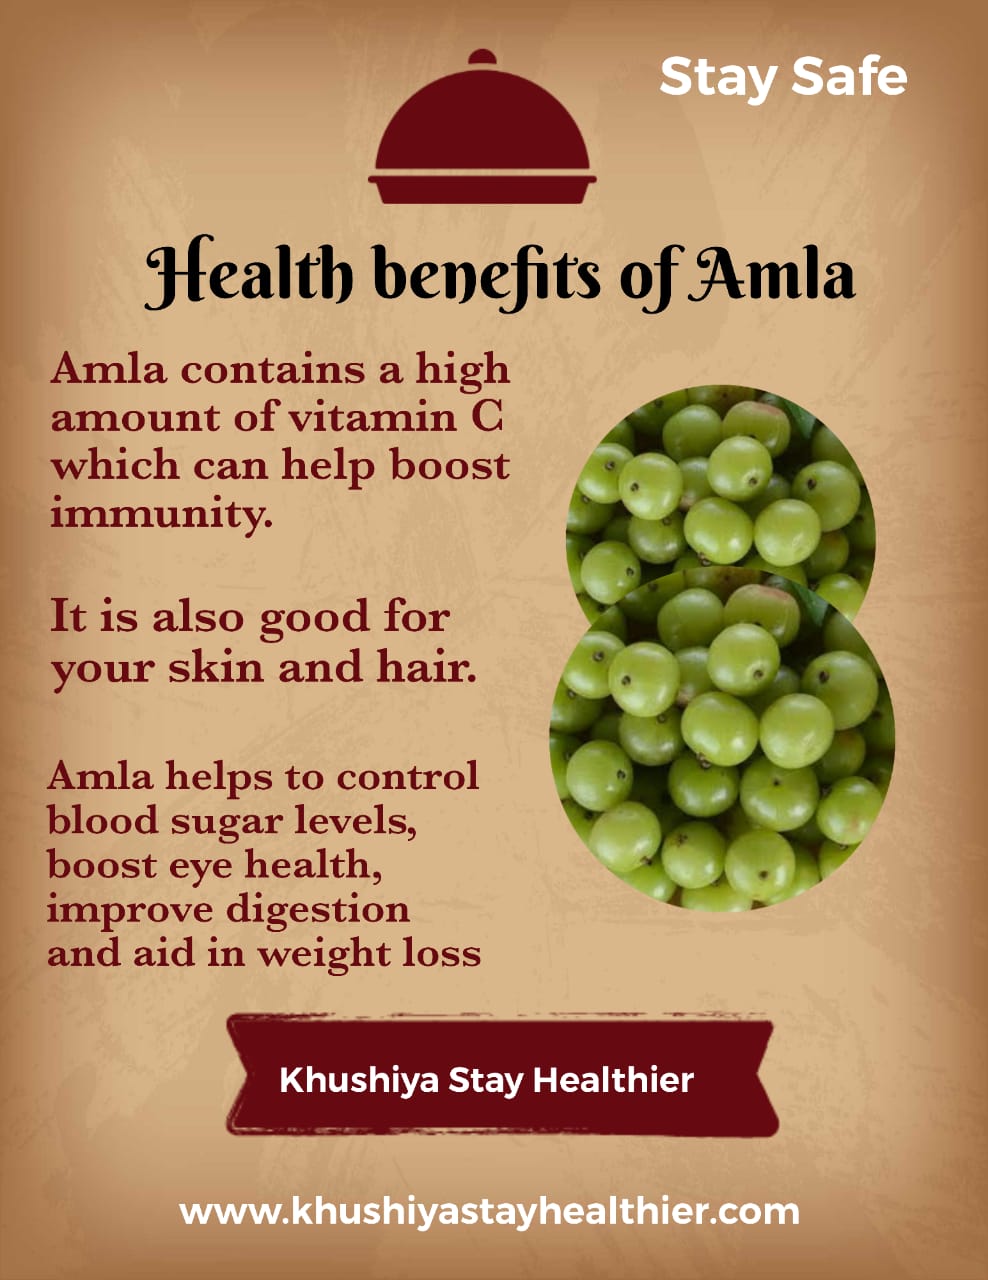 Stay Safe
Health benefits of Amla
Amla contains a high
amount of vitamin C
which can help boost
immunity.
It is also good for
your skin and hair.
Amla helps to control
blood sugar levels,
boost eye health,
improve digestion
and aid in weight loss
Khushiya Stay Healthier
www.khushiyastayhealthier.com